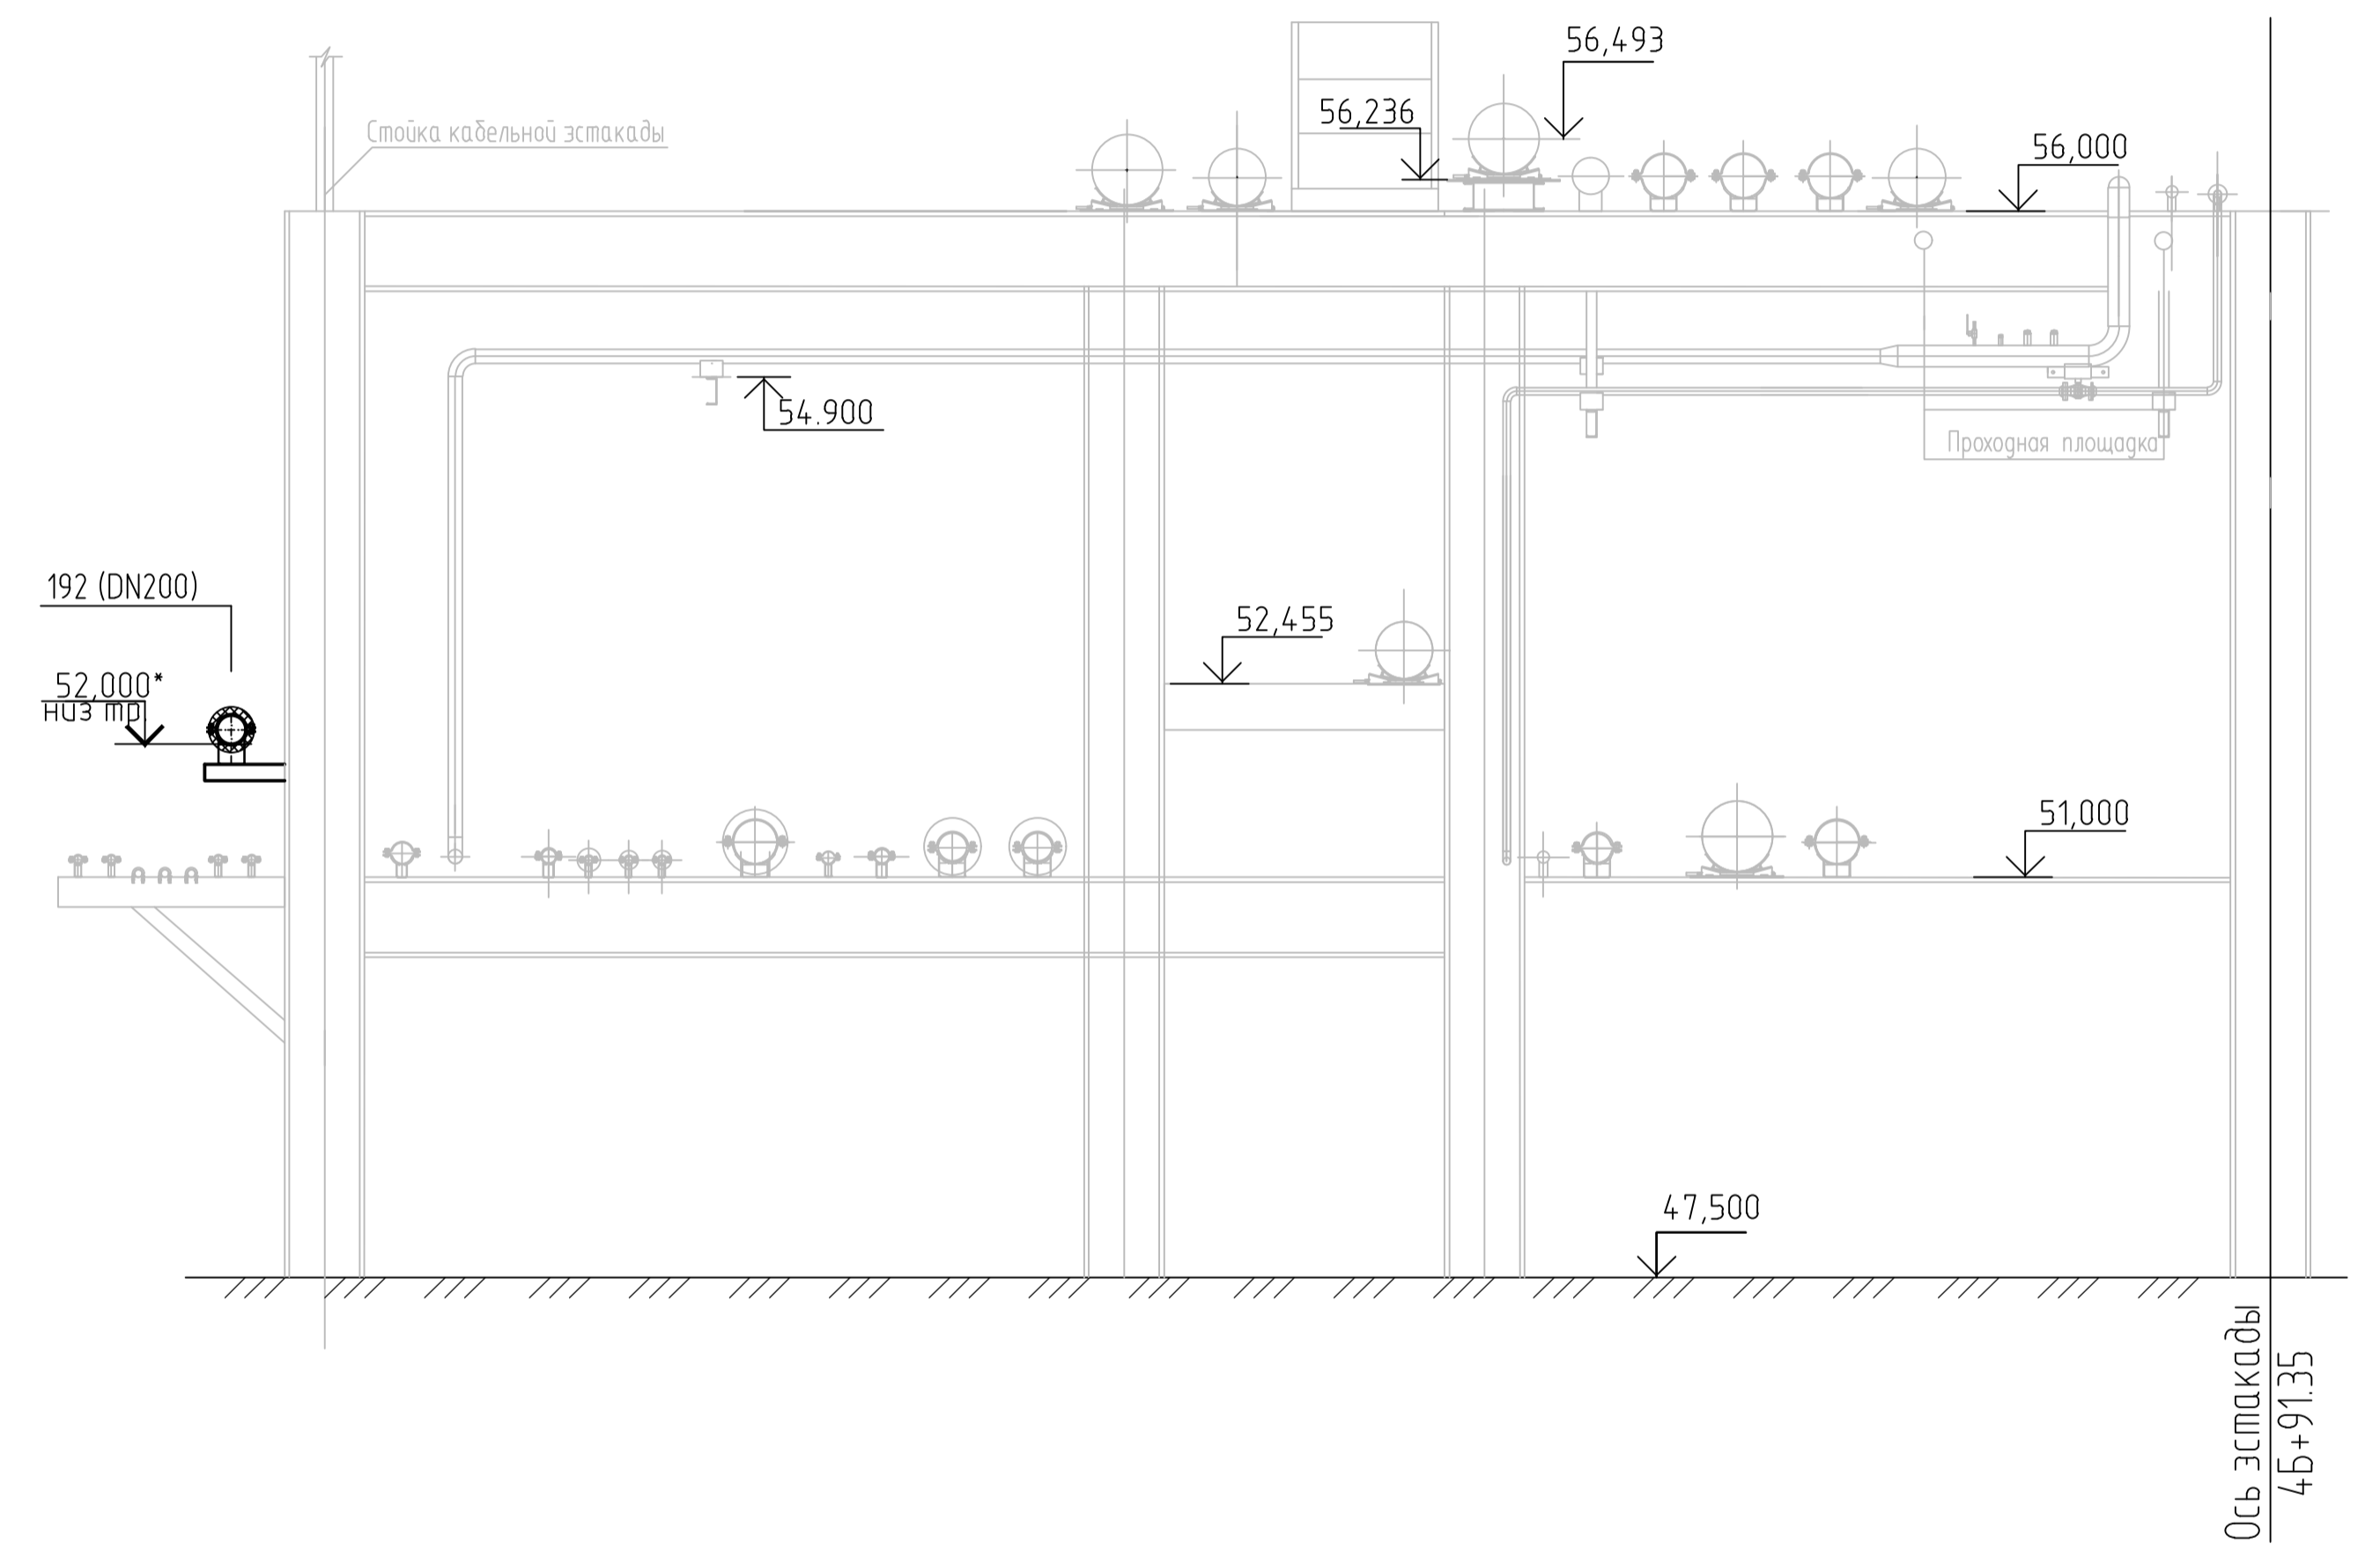 56,493
56,236
Стойка кабельной эстакады
56,000
54.900
Проходная площадка
192 (DN200)
52,455
52,000*
низ тр.
51,000
47,500
Ось эстакады
4Б+91.35